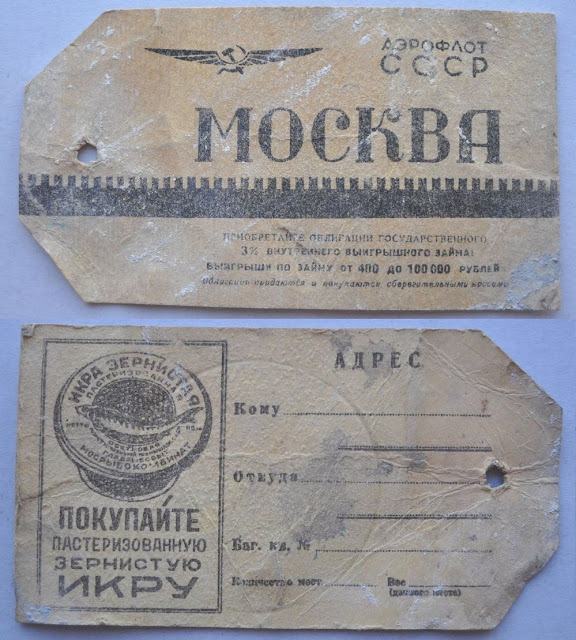 АЭРОФЛОТ
СССР
МОСКВА
ПРИОБРЕТАЙТЕ ОБЛИГАЦИИ ГОСУДАРСТВЕННОГО
3% ВНУТРЕННЕГО ВЫИГРЫШНОГО ЗАЙМА!
ВЫИГРЫШИ ПО ЗАЙМУ ОТ 400 ДО 100 000 РУБЛЕЙ
Облигации продаются и покупаются сберегательными кассами
ИКРА ЗЕРНИСТАЯ
ПАСТЕРИЗОВАННАЯ
НЕТТО
МОСРЫБОКОМБИНАТ
ПОКУПАЙТЕ
ПАСТЕРИЗОВАННУЮ
ЗЕРНИСТУЮ
ИКРУ
АДРЕС
Кому
Откуда
Баг. кв. №
Количество мест Вес
(данного места)